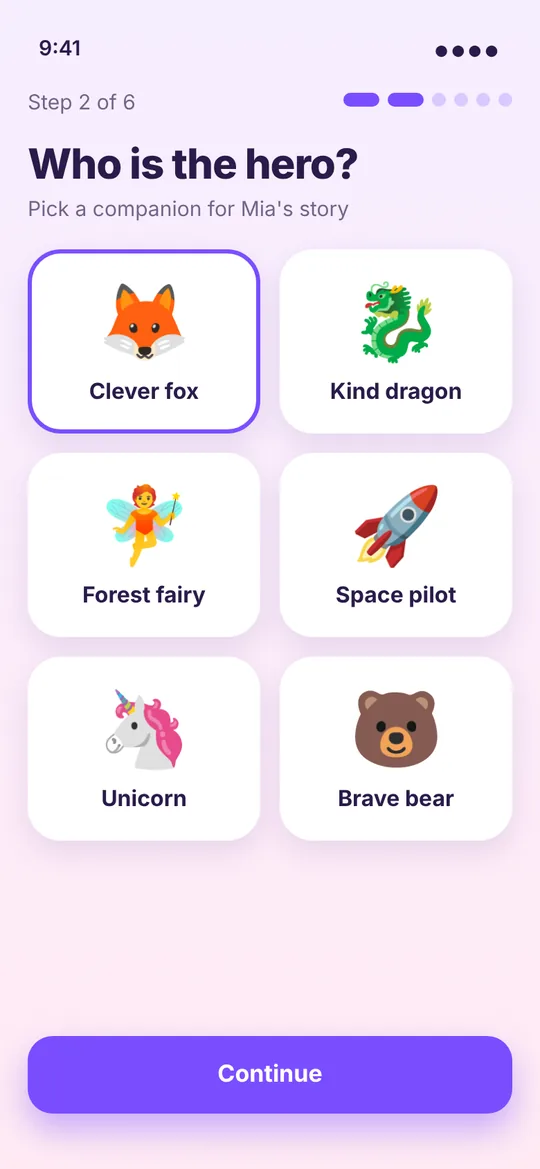 9:41
Step 2 of 6
Who is the hero?
Pick a companion for Mia's story
Clever fox
Kind dragon
Forest fairy
Space pilot
Unicorn
Brave bear
Continue